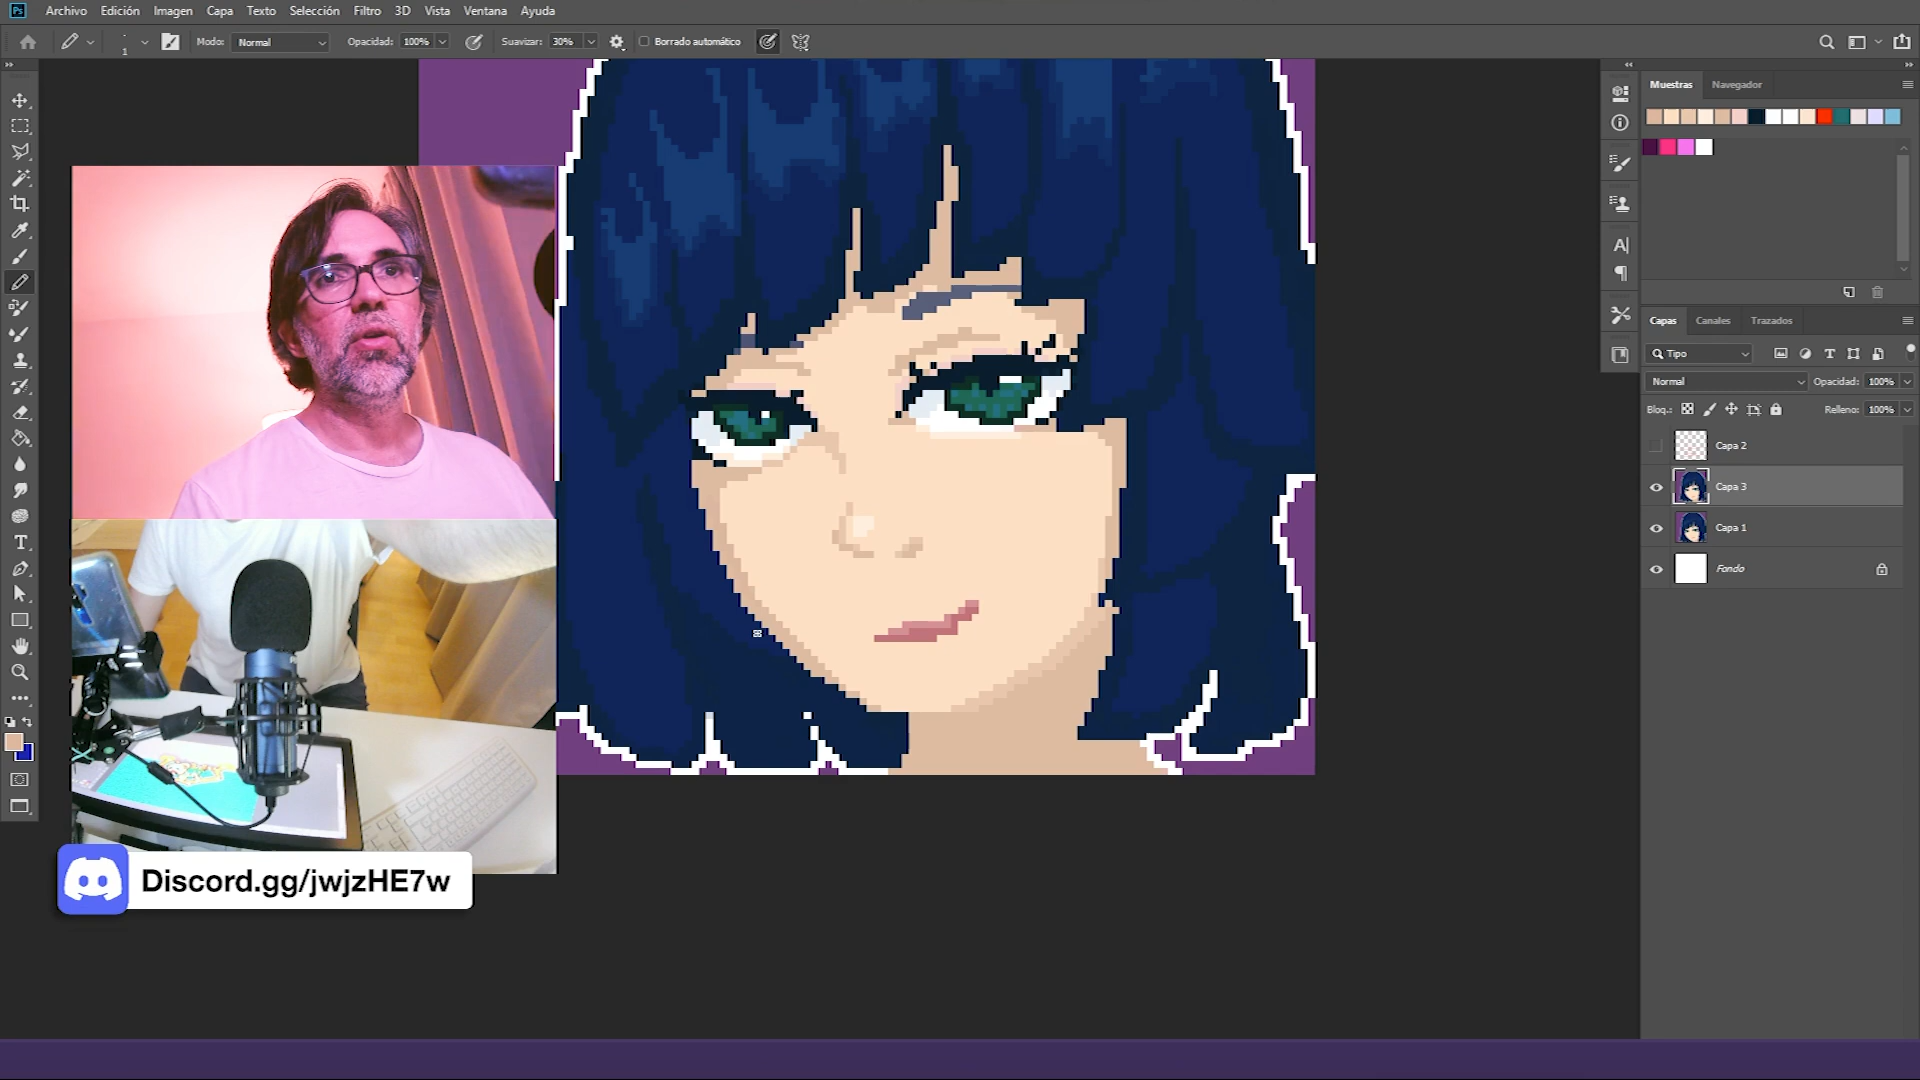 Ps Archivo Edición Imagen Capa Texto Selección Filtro 3D Vista Ventana Ayuda
1 Modo: Normal Opacidad: 100% Suavizar: 30% Borrado automático
Muestras Navegador
Capas Canales Trazados
Tipo
Normal Opacidad: 100%
Bloq.: Relleno: 100%
Capa 2
Capa 3
Capa 1
Fondo
Discord.gg/jwjzHE7w